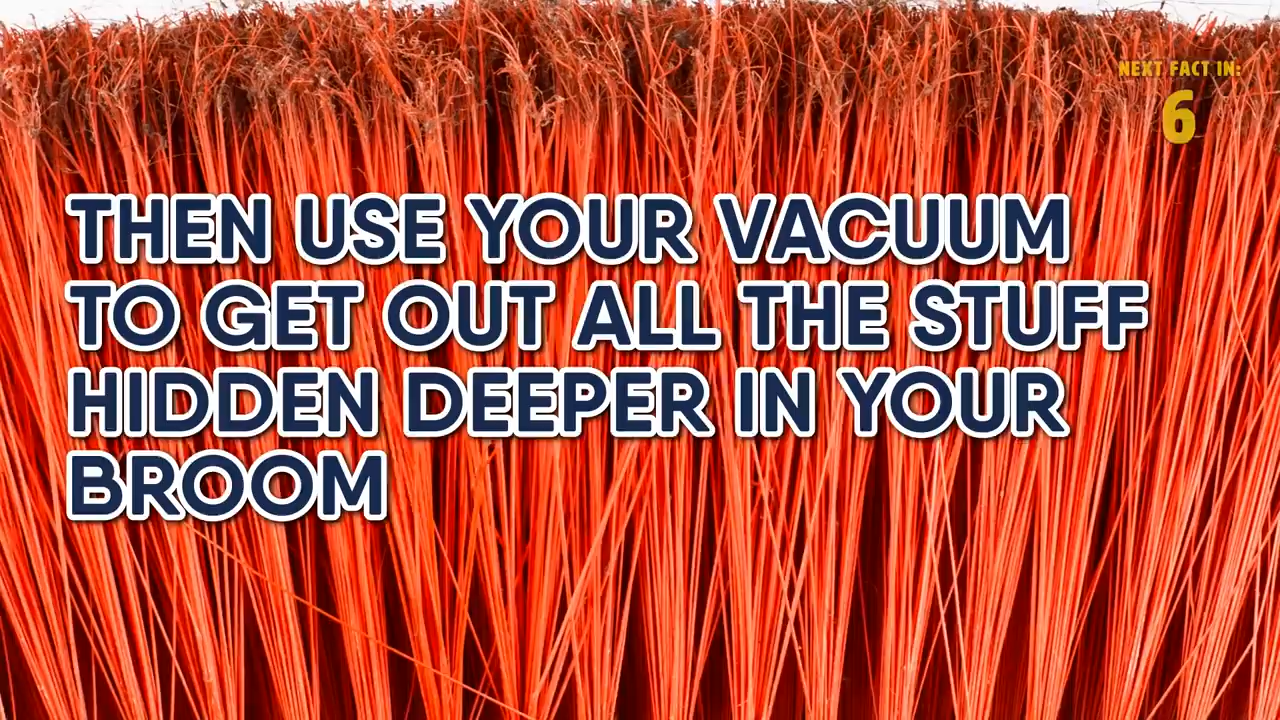 NEXT FACT IN:
6
THEN USE YOUR VACUUM
TO GET OUT ALL THE STUFF
HIDDEN DEEPER IN YOUR
BROOM